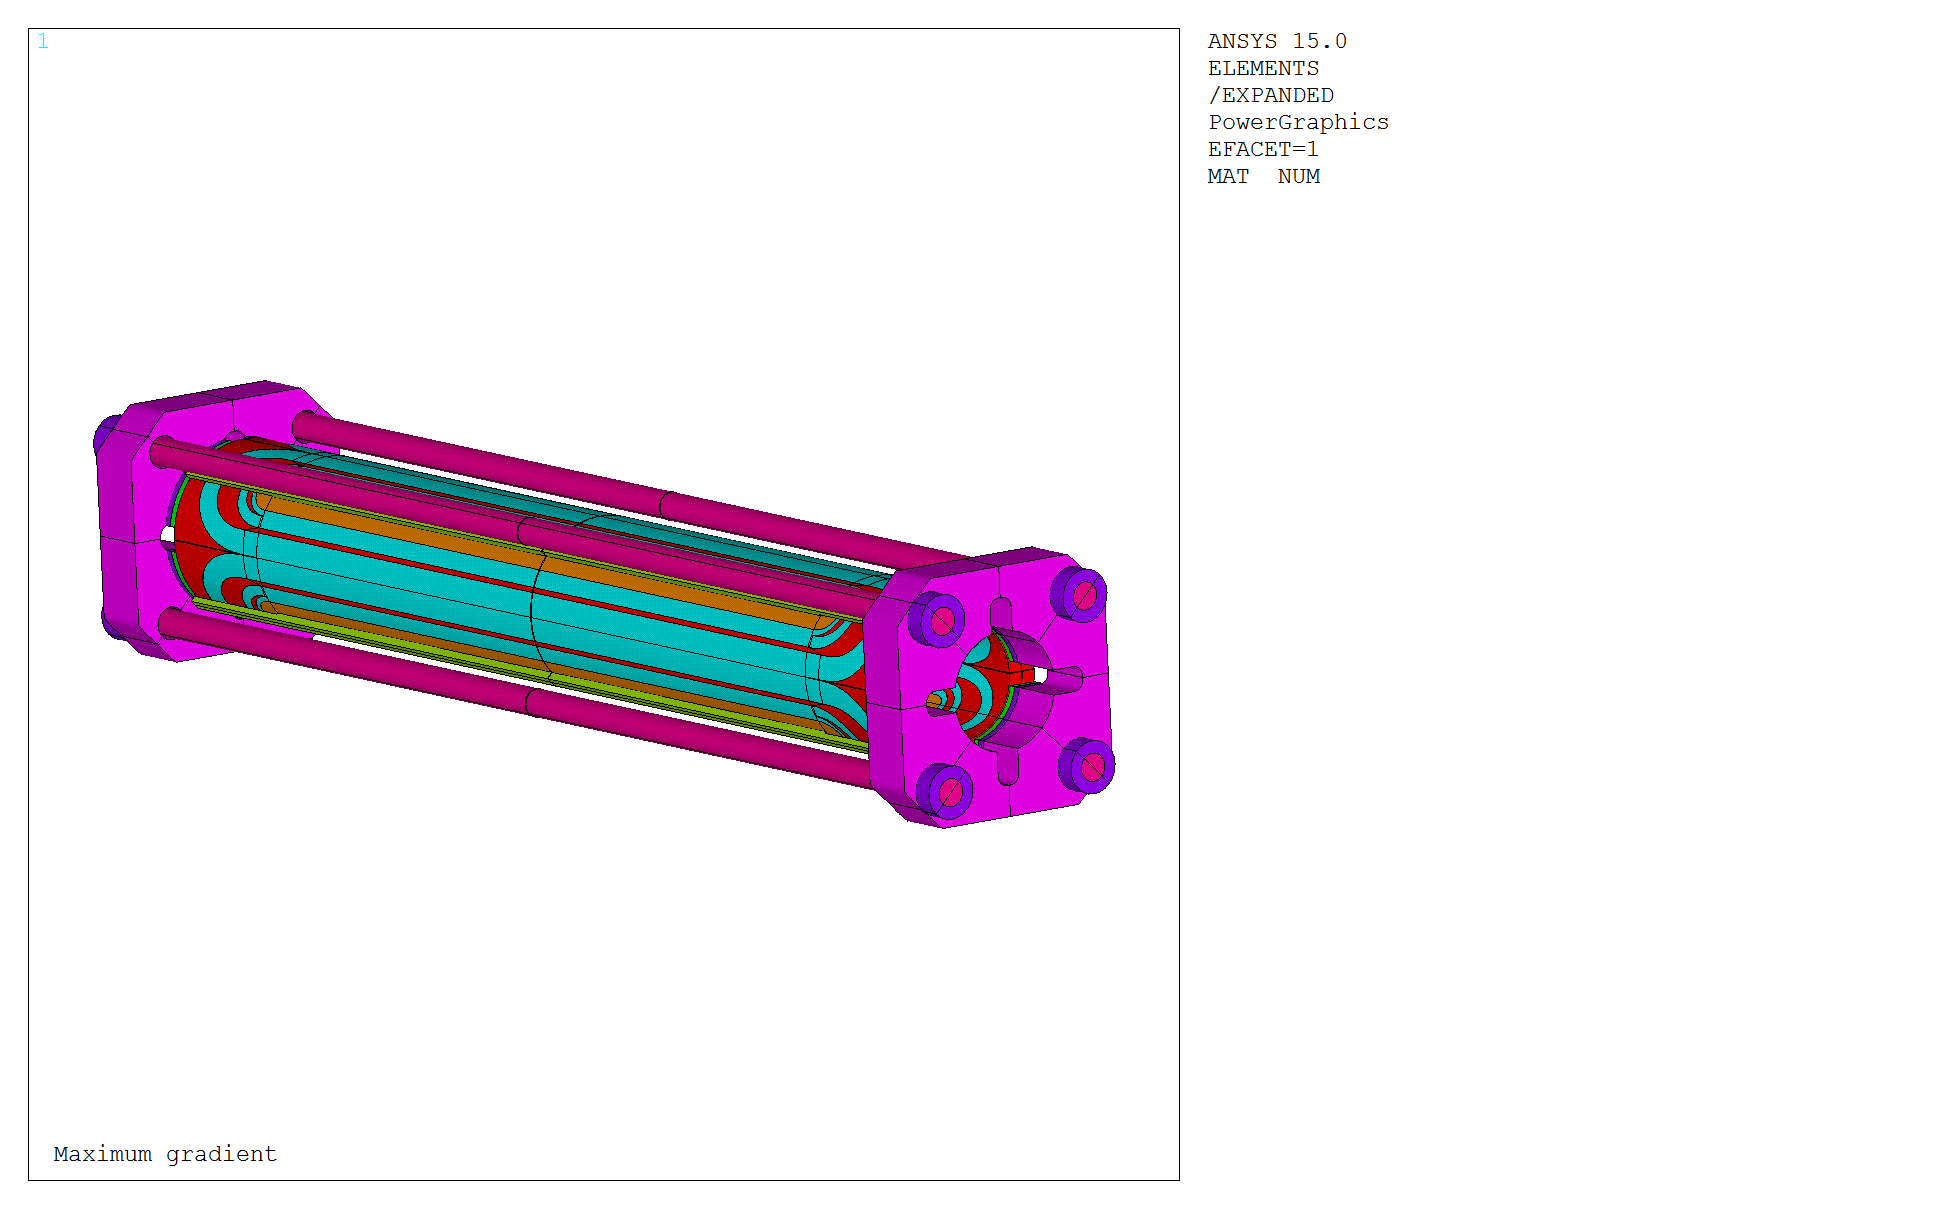 1
ANSYS 15.0
ELEMENTS
/EXPANDED
PowerGraphics
EFACET=1
MAT  NUM
Maximum gradient